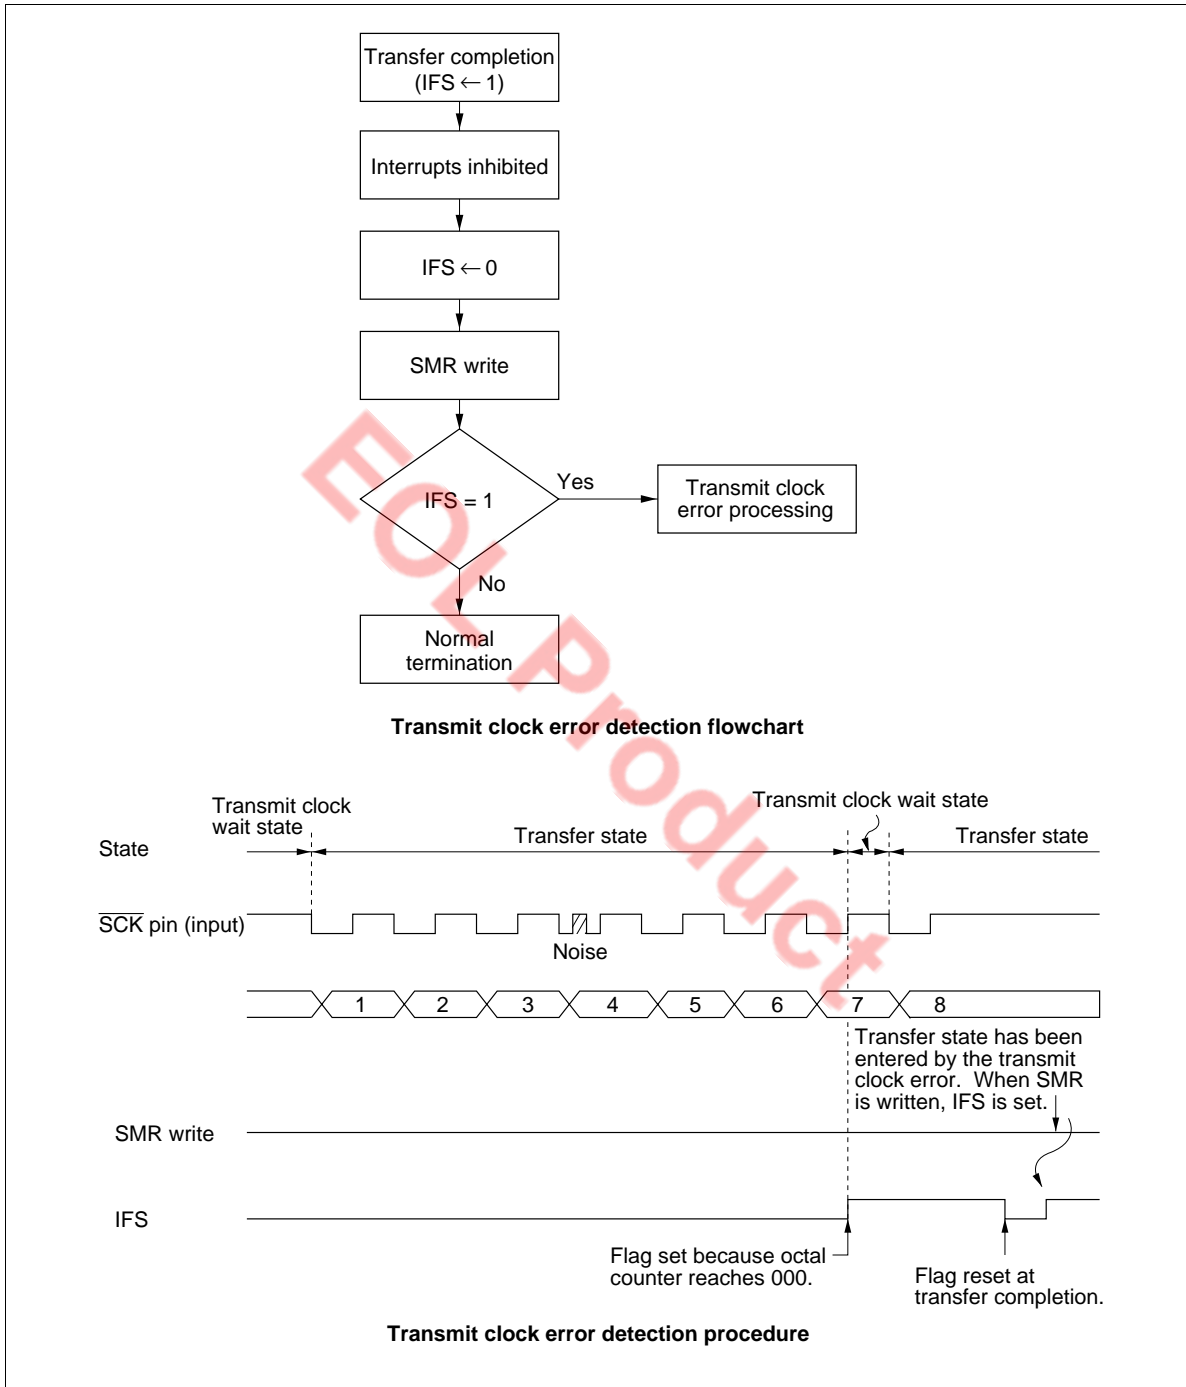 Transfer completion
(IFS ← 1)
Interrupts inhibited
IFS ← 0
SMR write
IFS = 1
Yes
Transmit clock
error processing
No
Normal
termination
EOL Product
Transmit clock error detection flowchart
Transmit clock
wait state
Transmit clock wait state
State
Transfer state
Transfer state
SCK pin (input)
Noise
1 2 3 4 5 6 7 8
Transfer state has been
entered by the transmit
clock error. When SMR
is written, IFS is set.
SMR write
IFS
Flag set because octal
counter reaches 000.
Flag reset at
transfer completion.
Transmit clock error detection procedure